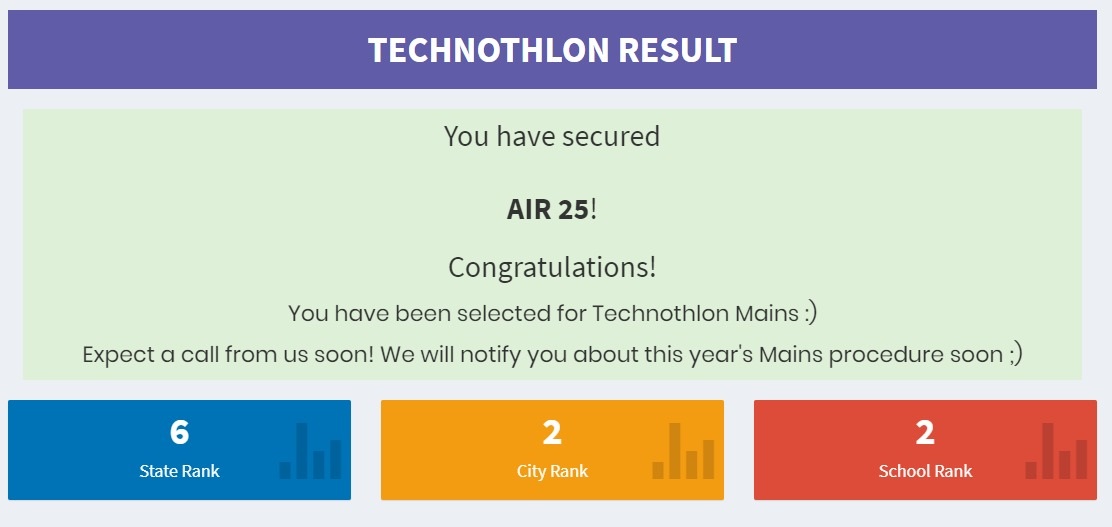 TECHNOTHLON RESULT
You have secured
AIR 25!
Congratulations!
You have been selected for Technothlon Mains :)
Expect a call from us soon! We will notify you about this year's Mains procedure soon ;)
6
State Rank
2
City Rank
2
School Rank